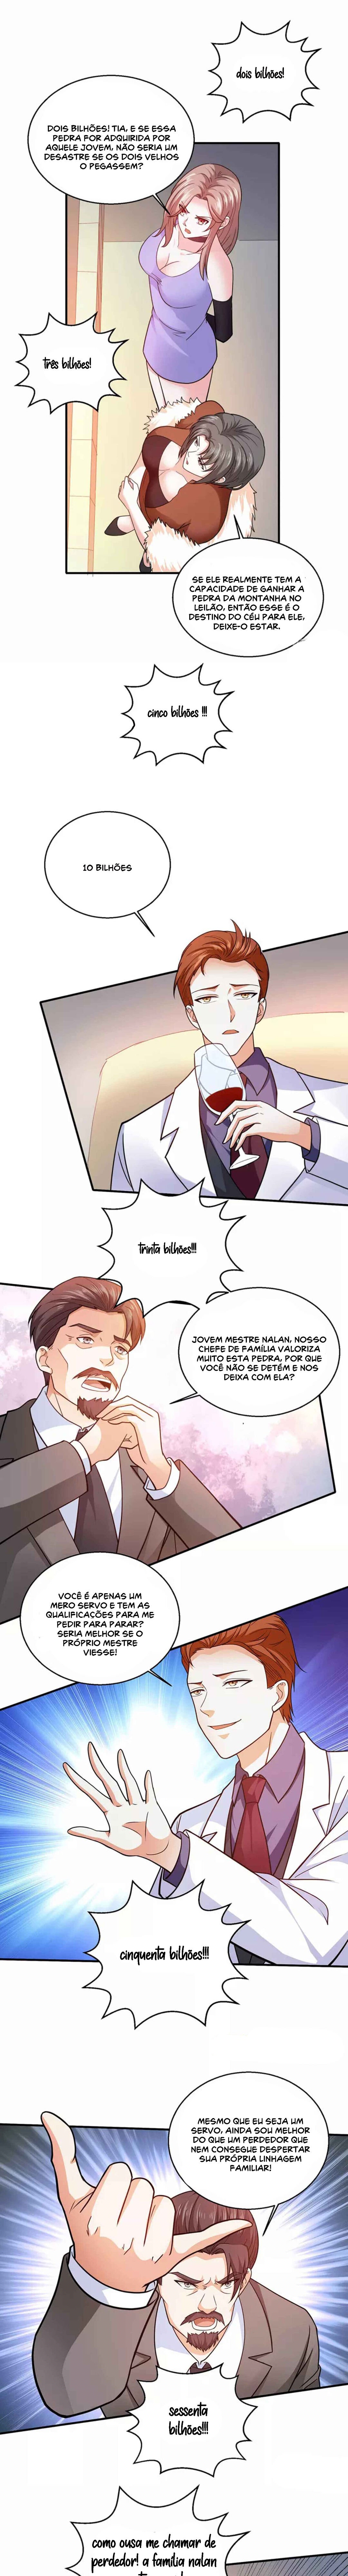 dois bilhões!
DOIS BILHÕES! TIA, E SE ESSA
PEDRA FOR ADQUIRIDA POR
AQUELE JOVEM, NÃO SERIA UM
DESASTRE SE OS DOIS VELHOS
O PEGASSEM?
três bilhões!
SE ELE REALMENTE TEM A
CAPACIDADE DE GANHAR A
PEDRA DA MONTANHA NO
LEILÃO, ENTÃO ESSE É O
DESTINO DO CÉU PARA ELE,
DEIXE-O ESTAR.
cinco bilhões !!!
10 BILHÕES
trinta bilhões!!!
JOVEM MESTRE NALAN, NOSSO
CHEFE DE FAMÍLIA VALORIZA
MUITO ESTA PEDRA, POR QUE
VOCÊ NÃO SE DETÉM E NOS
DEIXA COM ELA?
VOCÊ É APENAS UM
MERO SERVO E TEM AS
QUALIFICAÇÕES PARA ME
PEDIR PARA PARAR?
SERIA MELHOR SE O
PRÓPRIO MESTRE
VIESSE!
cinquenta bilhões!!!
MESMO QUE EU SEJA UM
SERVO, AINDA SOU MELHOR
DO QUE UM PERDEDOR QUE
NEM CONSEGUE DESPERTAR
SUA PRÓPRIA LINHAGEM
FAMILIAR!
sessenta
bilhões!!!
como ousa me chamar de
perdedor! a família nalan